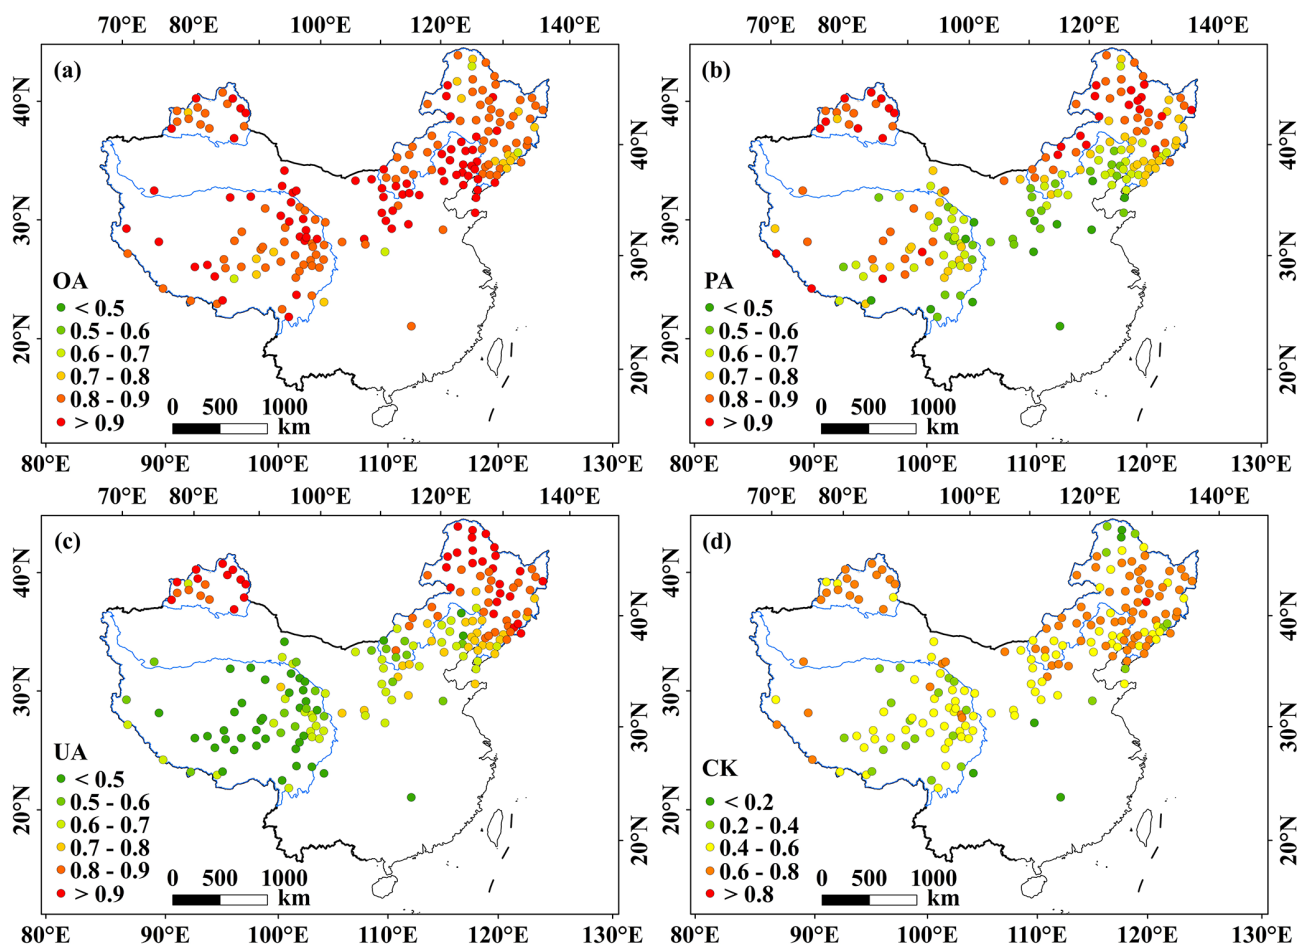 70°E 80°E 100°E 120°E 140°E 70°E 80°E 100°E 120°E 140°E
(a) (b)
40°N 40°N 40°N 40°N
30°N 30°N 30°N 30°N
20°N 20°N 20°N 20°N
OA PA
< 0.5 < 0.5
0.5 - 0.6 0.5 - 0.6
0.6 - 0.7 0.6 - 0.7
0.7 - 0.8 0.7 - 0.8
0.8 - 0.9 0 500 1000 0.8 - 0.9 0 500 1000
> 0.9 km > 0.9 km
80°E 90°E 100°E 110°E 120°E 130°E 80°E 90°E 100°E 110°E 120°E 130°E
70°E 80°E 100°E 120°E 140°E 70°E 80°E 100°E 120°E 140°E
(c) (d)
40°N 40°N 40°N 40°N
30°N 30°N 30°N 30°N
20°N 20°N 20°N 20°N
UA CK
< 0.5 < 0.2
0.5 - 0.6 0.2 - 0.4
0.6 - 0.7 0.4 - 0.6
0.7 - 0.8 0.6 - 0.8
0.8 - 0.9 0 500 1000 > 0.8 0 500 1000
> 0.9 km km
80°E 90°E 100°E 110°E 120°E 130°E 80°E 90°E 100°E 110°E 120°E 130°E